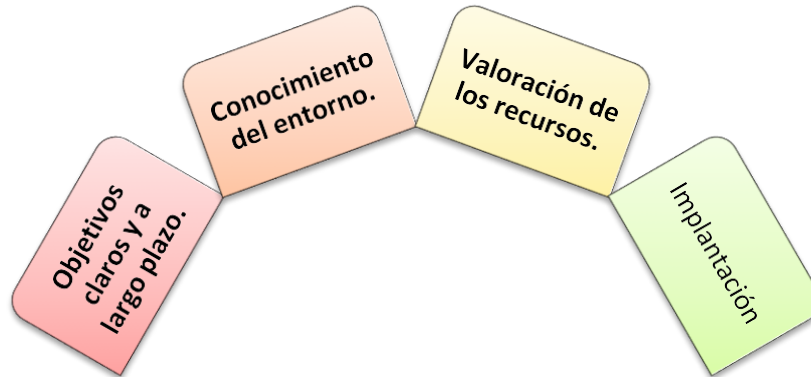 Objetivos
claros y a
largo plazo.
Conocimiento
del entorno.
Valoración de
los recursos.
Implantación